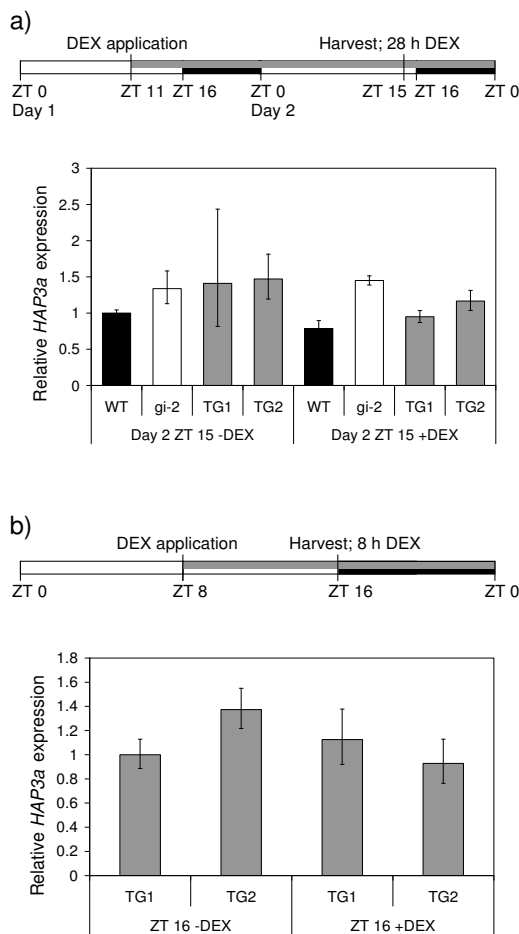 a)
DEX application Harvest; 28 h DEX
ZT 0 ZT 11 ZT 16 ZT 0 ZT 15 ZT 16 ZT 0
Day 1 Day 2
Relative HAP3a expression
3
2.5
2
1.5
1
0.5
0
WT gi-2 TG1 TG2 WT gi-2 TG1 TG2
Day 2 ZT 15 -DEX Day 2 ZT 15 +DEX
b)
DEX application Harvest; 8 h DEX
ZT 0 ZT 8 ZT 16 ZT 0
Relative HAP3a expression
1.8
1.6
1.4
1.2
1
0.8
0.6
0.4
0.2
0
TG1 TG2 TG1 TG2
ZT 16 -DEX ZT 16 +DEX